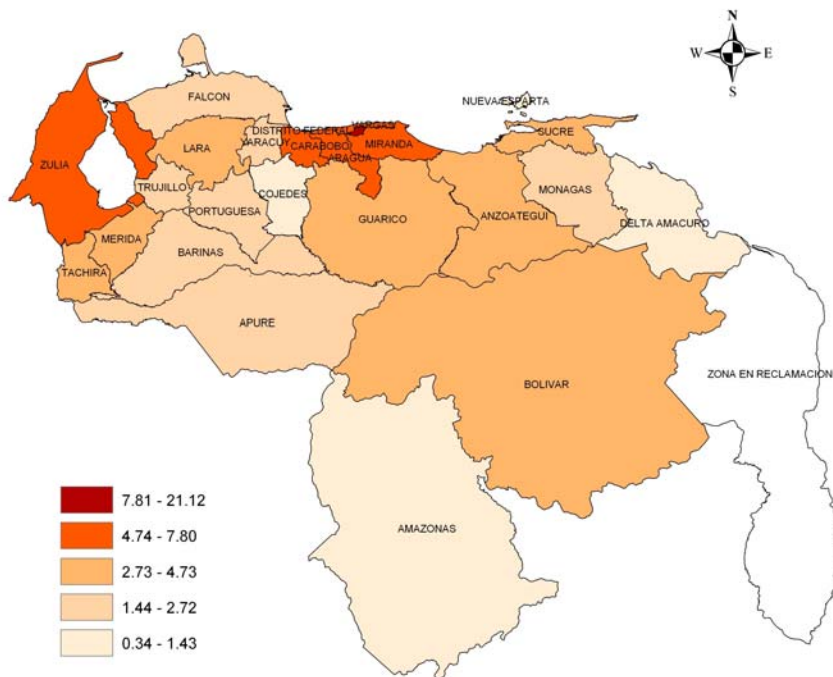 N
W E
S
FALCON
NUEVA ESPARTA
VARGAS
DISTRITO FEDERAL
SUCRE
ZULIA
LARA
YARACUY
CARABOBO
MIRANDA
ARAGUA
TRUJILLO
COJEDES
MONAGAS
PORTUGUESA
GUARICO
ANZOATEGUI
DELTA AMACURO
MERIDA
BARINAS
TACHIRA
APURE
ZONA EN RECLAMACION
BOLIVAR
AMAZONAS
7.81 - 21.12
4.74 - 7.80
2.73 - 4.73
1.44 - 2.72
0.34 - 1.43